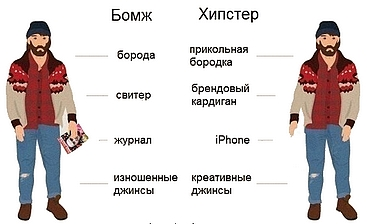 Бомж Хипстер
борода
прикольная
бородка
свитер
брендовый
кардиган
журнал
iPhone
изношенные
джинсы
креативные
джинсы